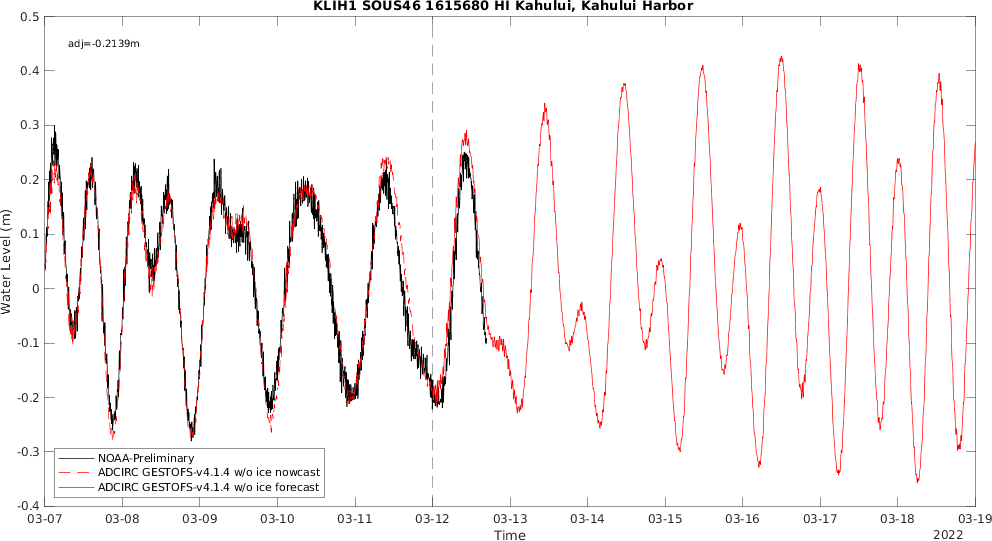 KLIH1 SOUS46 1615680 HI Kahului, Kahului Harbor
adj=-0.2139m
0.5
0.4
0.3
0.2
0.1
0
-0.1
-0.2
-0.3
-0.4
Water Level (m)
NOAA-Preliminary
ADCIRC GESTOFS-v4.1.4 w/o ice nowcast
ADCIRC GESTOFS-v4.1.4 w/o ice forecast
03-07 03-08 03-09 03-10 03-11 03-12 03-13 03-14 03-15 03-16 03-17 03-18 03-19
Time
2022